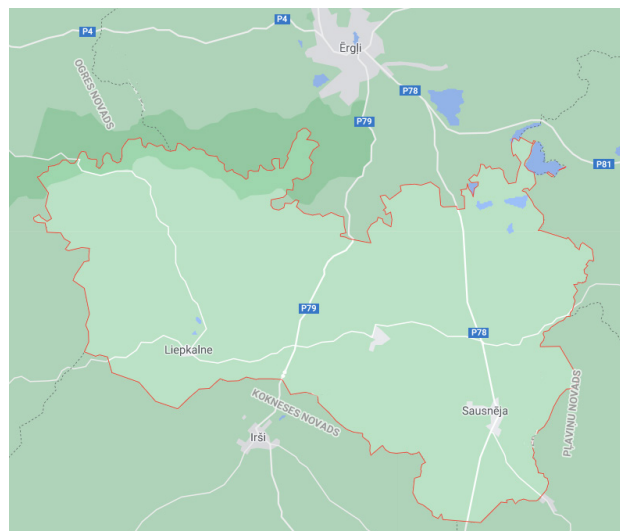 P4
P4
Ērgļi
OGRES NOVADS
P78
P79
P81
P79
P78
Liepkalne
KOKNESES NOVADS
Sausnēja
PĻAVIŅU NOVADS
Irši